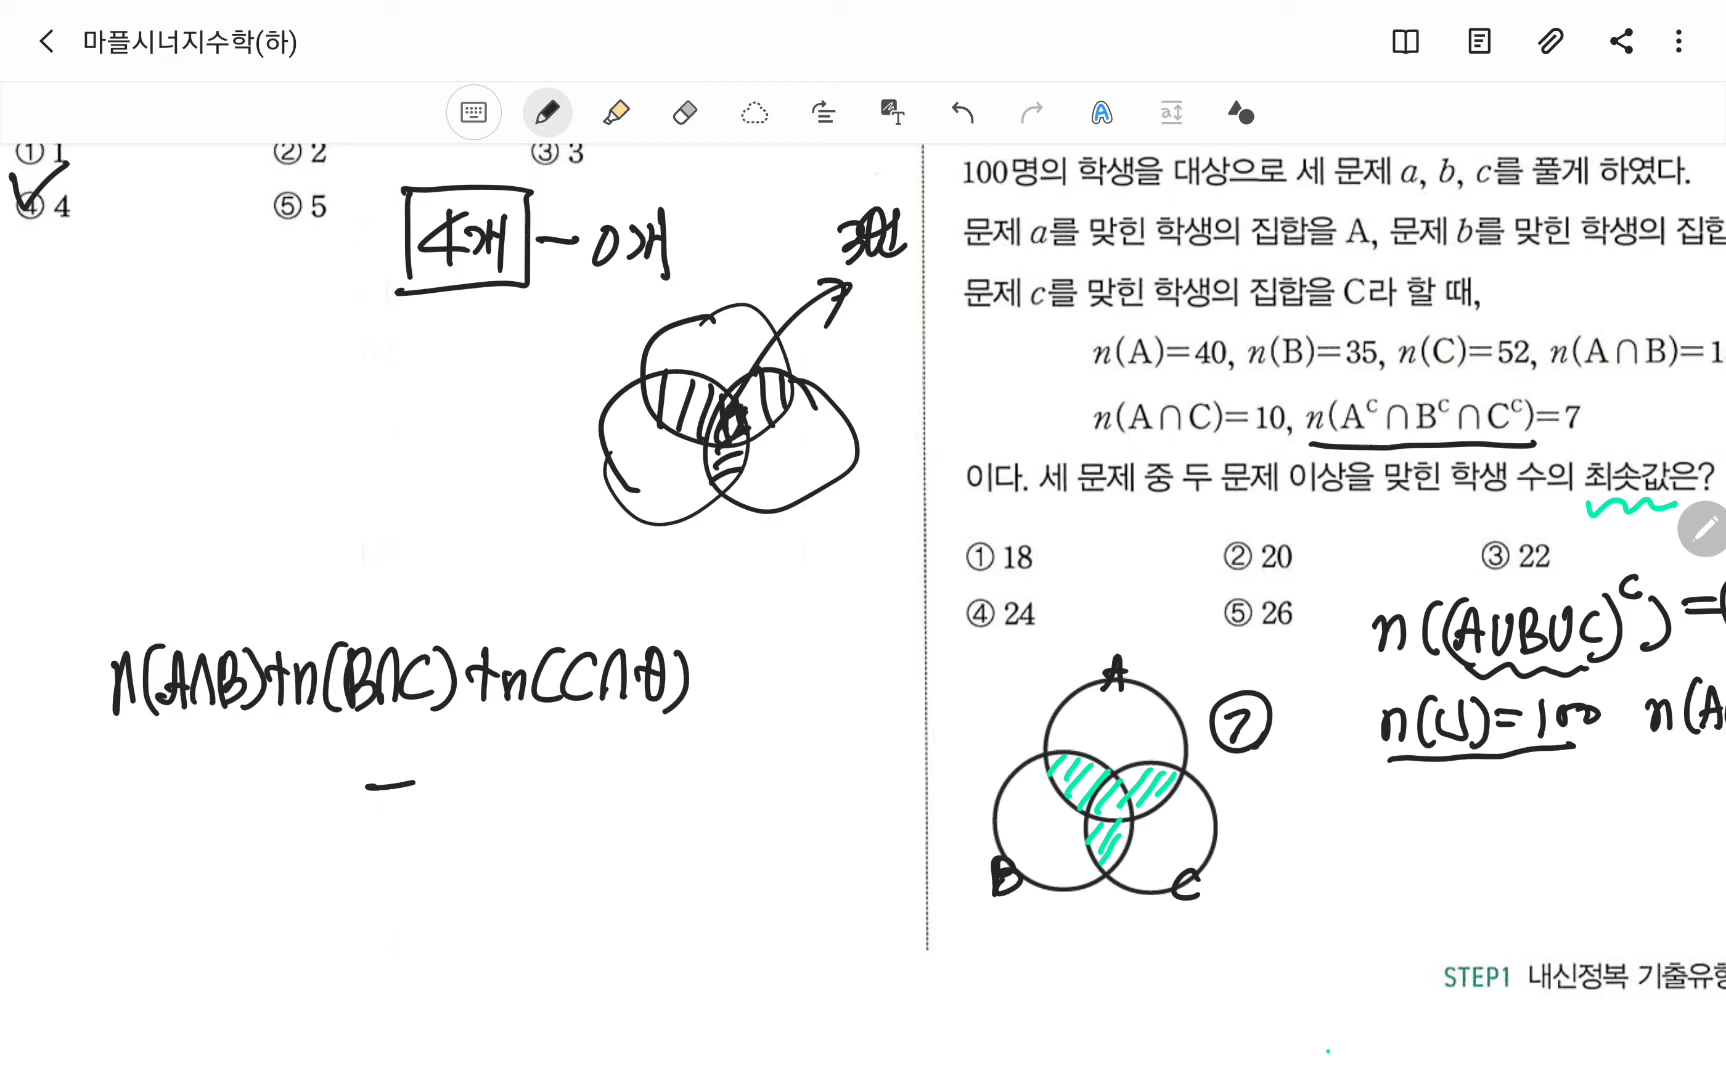 마플시너지수학(하)
① 1 ② 2 ③ 3
④ 4 ⑤ 5
4개 - 0개
n(A∩B)+n(B∩C)+n(C∩A)
-
100명의 학생을 대상으로 세 문제 a, b, c를 풀게 하였다.
문제 a를 맞힌 학생의 집합을 A, 문제 b를 맞힌 학생의 집합
문제 c를 맞힌 학생의 집합을 C라 할 때,
n(A)=40, n(B)=35, n(C)=52, n(A∩B)=1
n(A∩C)=10, n(Aᶜ∩Bᶜ∩Cᶜ)=7
이다. 세 문제 중 두 문제 이상을 맞힌 학생 수의 최솟값은?
① 18 ② 20 ③ 22
④ 24 ⑤ 26
n((A∪B∪C)ᶜ)=
n(U)=100 n(A
A
7
B
C
STEP1 내신정복 기출유형